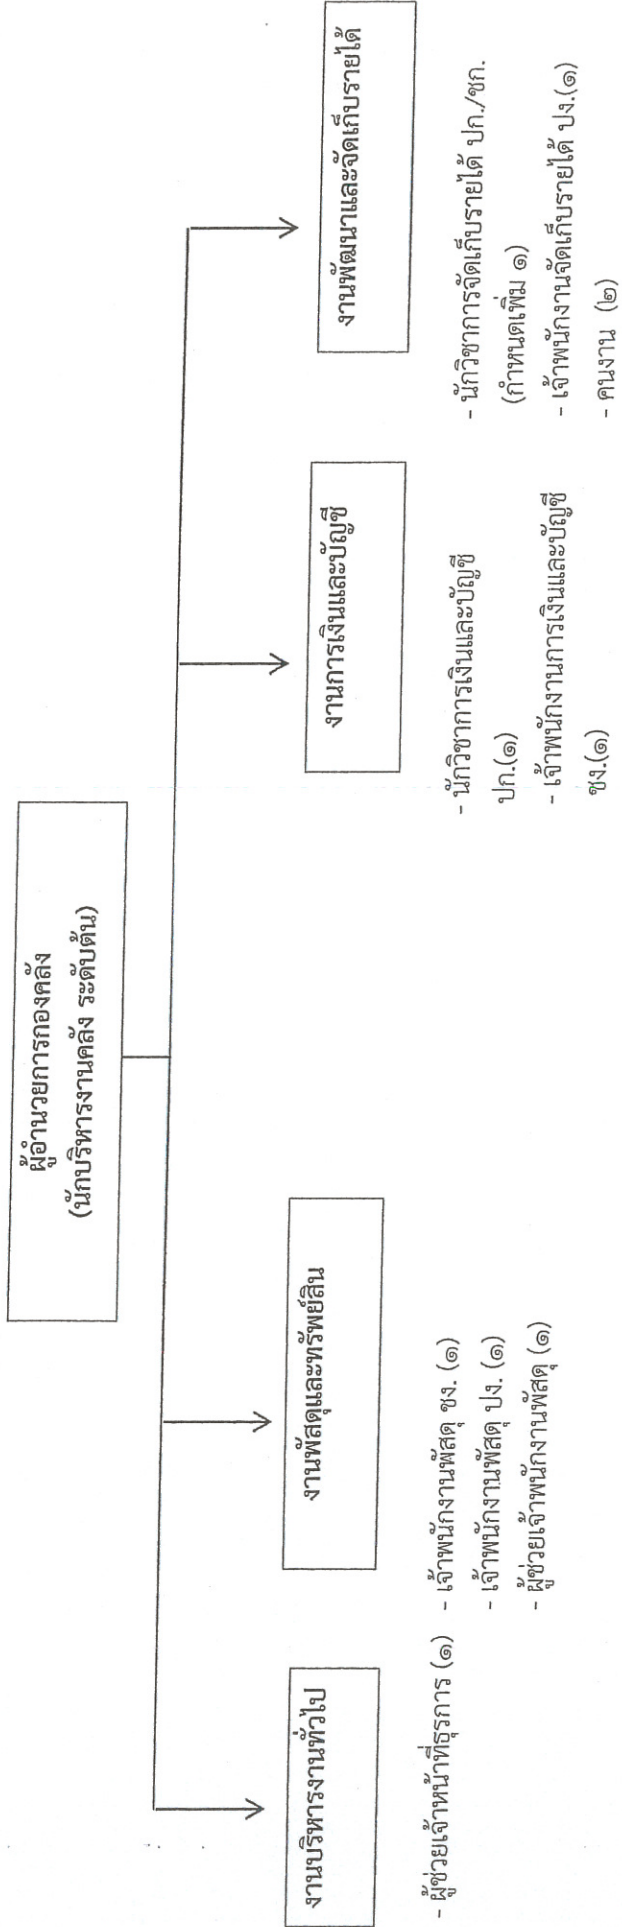 ผู้อำนวยการกองคลัง
(นักบริหารงานคลัง ระดับต้น)
งานบริหารงานทั่วไป
- ผู้ช่วยเจ้าหน้าที่ธุรการ (๑)
งานพัสดุและทรัพย์สิน
- เจ้าพนักงานพัสดุ ชง. (๑)
- เจ้าพนักงานพัสดุ ปง. (๑)
- ผู้ช่วยเจ้าพนักงานพัสดุ (๑)
งานการเงินและบัญชี
- นักวิชาการเงินและบัญชี
ปก.(๑)
- เจ้าพนักงานการเงินและบัญชี
ชง.(๑)
งานพัฒนาและจัดเก็บรายได้
- นักวิชาการจัดเก็บรายได้ ปก./ชก.
(กำหนดเพิ่ม ๑)
- เจ้าพนักงานจัดเก็บรายได้ ปง.(๑)
- คนงาน (๒)